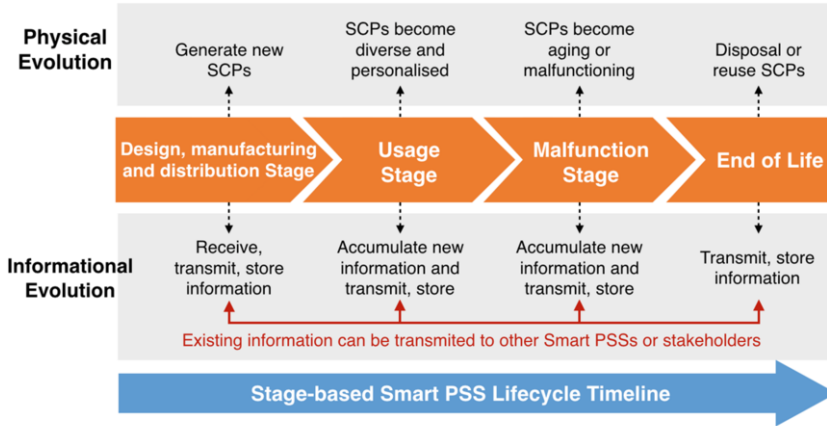 Physical
Evolution
Generate new
SCPs
SCPs become
diverse and
personalised
SCPs become
aging or
malfunctioning
Disposal or
reuse SCPs
Design, manufacturing
and distribution Stage
Usage
Stage
Malfunction
Stage
End of Life
Informational
Evolution
Receive,
transmit, store
information
Accumulate new
information and
transmit, store
Accumulate new
information and
transmit, store
Transmit, store
information
Existing information can be transmited to other Smart PSSs or stakeholders
Stage-based Smart PSS Lifecycle Timeline